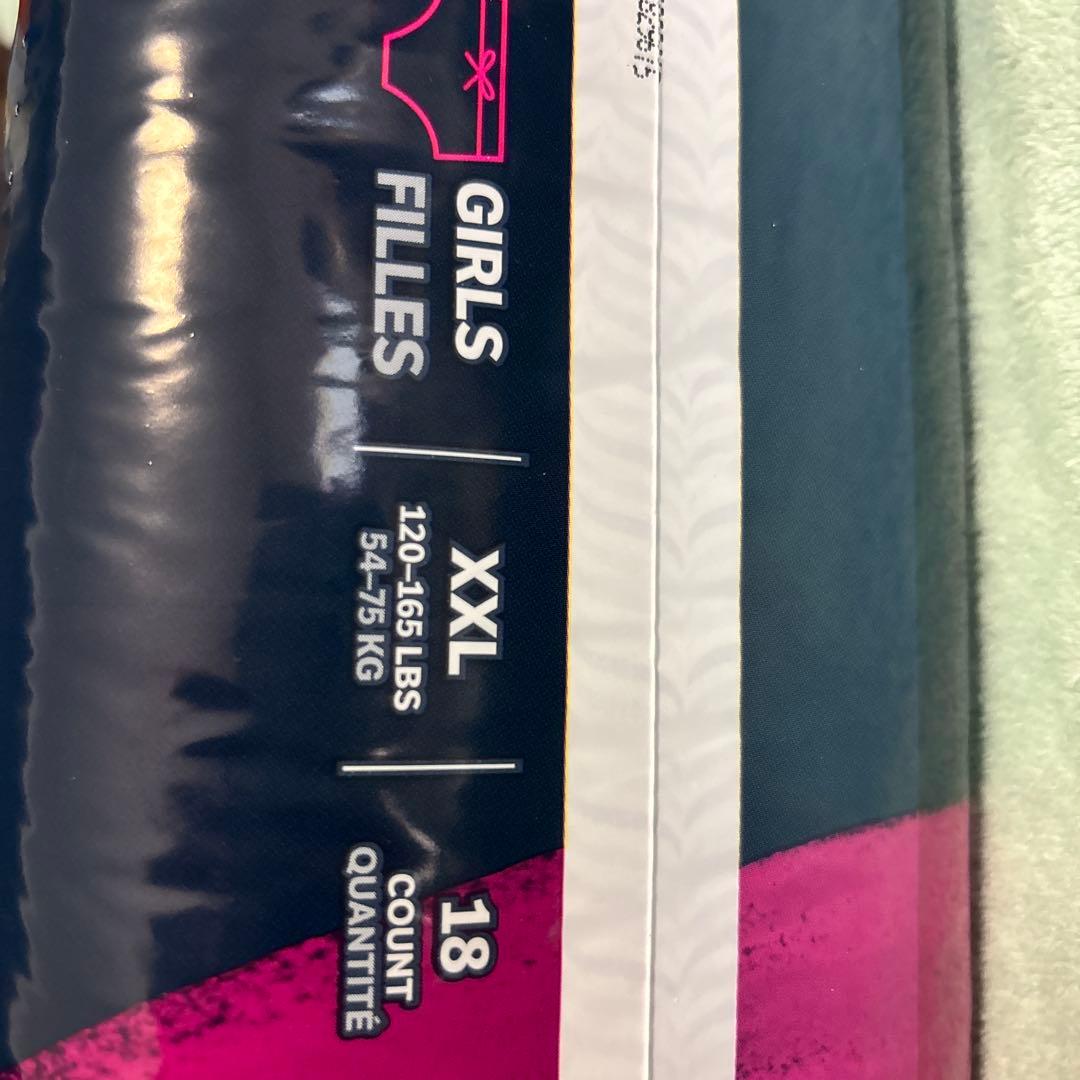 GIRLS
FILLES
XXL
120–165 LBS
54–75 KG
18
COUNT
QUANTITÉ